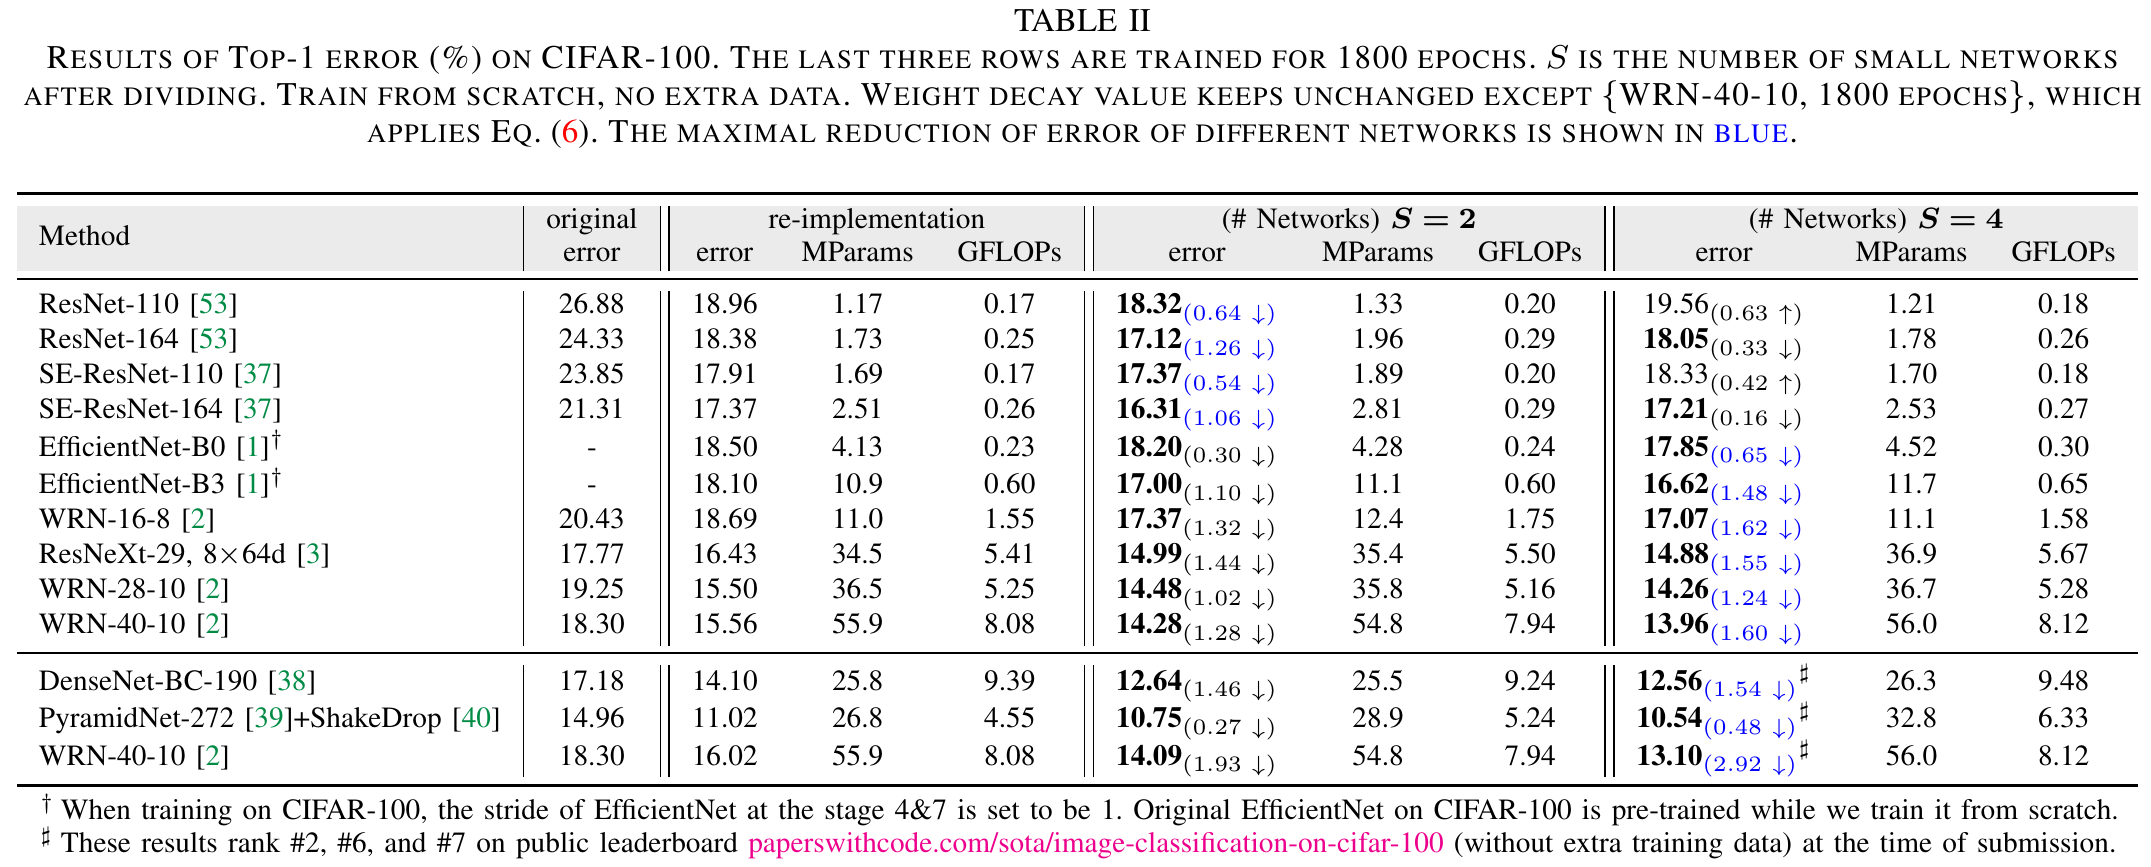 TABLE II
RESULTS OF TOP-1 ERROR (%) ON CIFAR-100. THE LAST THREE ROWS ARE TRAINED FOR 1800 EPOCHS. S IS THE NUMBER OF SMALL NETWORKS
AFTER DIVIDING. TRAIN FROM SCRATCH, NO EXTRA DATA. WEIGHT DECAY VALUE KEEPS UNCHANGED EXCEPT {WRN-40-10, 1800 EPOCHS}, WHICH
APPLIES EQ. (6). THE MAXIMAL REDUCTION OF ERROR OF DIFFERENT NETWORKS IS SHOWN IN BLUE.
Method original error re-implementation (# Networks) S = 2 (# Networks) S = 4
error MParams GFLOPs error MParams GFLOPs error MParams GFLOPs
ResNet-110 [53] 26.88 18.96 1.17 0.17 18.32(0.64 ↓) 1.33 0.20 19.56(0.63 ↑) 1.21 0.18
ResNet-164 [53] 24.33 18.38 1.73 0.25 17.12(1.26 ↓) 1.96 0.29 18.05(0.33 ↓) 1.78 0.26
SE-ResNet-110 [37] 23.85 17.91 1.69 0.17 17.37(0.54 ↓) 1.89 0.20 18.33(0.42 ↑) 1.70 0.18
SE-ResNet-164 [37] 21.31 17.37 2.51 0.26 16.31(1.06 ↓) 2.81 0.29 17.21(0.16 ↓) 2.53 0.27
EfficientNet-B0 [1]† - 18.50 4.13 0.23 18.20(0.30 ↓) 4.28 0.24 17.85(0.65 ↓) 4.52 0.30
EfficientNet-B3 [1]† - 18.10 10.9 0.60 17.00(1.10 ↓) 11.1 0.60 16.62(1.48 ↓) 11.7 0.65
WRN-16-8 [2] 20.43 18.69 11.0 1.55 17.37(1.32 ↓) 12.4 1.75 17.07(1.62 ↓) 11.1 1.58
ResNeXt-29, 8×64d [3] 17.77 16.43 34.5 5.41 14.99(1.44 ↓) 35.4 5.50 14.88(1.55 ↓) 36.9 5.67
WRN-28-10 [2] 19.25 15.50 36.5 5.25 14.48(1.02 ↓) 35.8 5.16 14.26(1.24 ↓) 36.7 5.28
WRN-40-10 [2] 18.30 15.56 55.9 8.08 14.28(1.28 ↓) 54.8 7.94 13.96(1.60 ↓) 56.0 8.12
DenseNet-BC-190 [38] 17.18 14.10 25.8 9.39 12.64(1.46 ↓) 25.5 9.24 12.56(1.54 ↓)♯ 26.3 9.48
PyramidNet-272 [39]+ShakeDrop [40] 14.96 11.02 26.8 4.55 10.75(0.27 ↓) 28.9 5.24 10.54(0.48 ↓)♯ 32.8 6.33
WRN-40-10 [2] 18.30 16.02 55.9 8.08 14.09(1.93 ↓) 54.8 7.94 13.10(2.92 ↓)♯ 56.0 8.12
† When training on CIFAR-100, the stride of EfficientNet at the stage 4&7 is set to be 1. Original EfficientNet on CIFAR-100 is pre-trained while we train it from scratch.
♯ These results rank #2, #6, and #7 on public leaderboard paperswithcode.com/sota/image-classification-on-cifar-100 (without extra training data) at the time of submission.